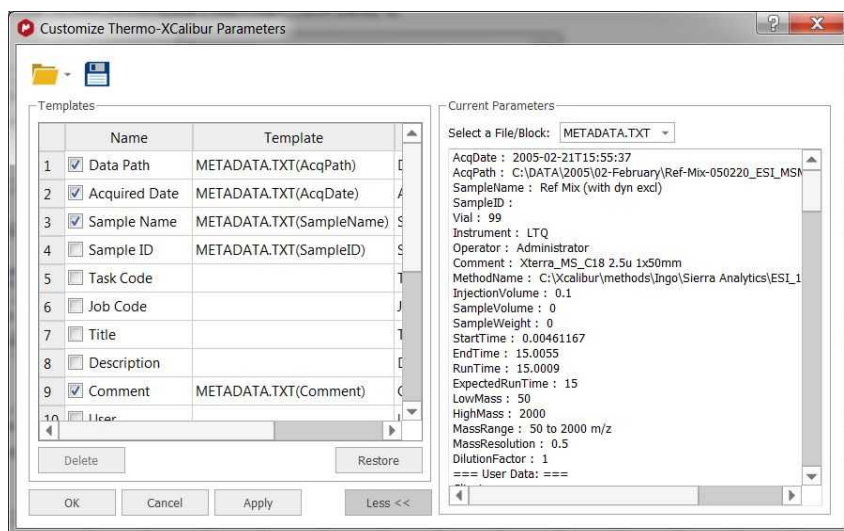 Customize Thermo-XCalibur Parameters
Templates
Name Template
1 Data Path METADATA.TXT(AcqPath)
2 Acquired Date METADATA.TXT(AcqDate)
3 Sample Name METADATA.TXT(SampleName)
4 Sample ID METADATA.TXT(SampleID)
5 Task Code
6 Job Code
7 Title
8 Description
9 Comment METADATA.TXT(Comment)
10 User
Delete Restore
OK Cancel Apply Less <<
Current Parameters
Select a File/Block: METADATA.TXT
AcqDate : 2005-02-21T15:55:37
AcqPath : C:\DATA\2005\02-February\Ref-Mix-050220_ESI_MSM
SampleName : Ref Mix (with dyn excl)
SampleID :
Vial : 99
Instrument : LTQ
Operator : Administrator
Comment : Xterra_MS_C18 2.5u 1x50mm
MethodName : C:\Xcalibur\methods\Ingo\Sierra Analytics\ESI_1
InjectionVolume : 0.1
SampleVolume : 0
SampleWeight : 0
StartTime : 0.00461167
EndTime : 15.0055
RunTime : 15.0009
ExpectedRunTime : 15
LowMass : 50
HighMass : 2000
MassRange : 50 to 2000 m/z
MassResolution : 0.5
DilutionFactor : 1
=== User Data: ===